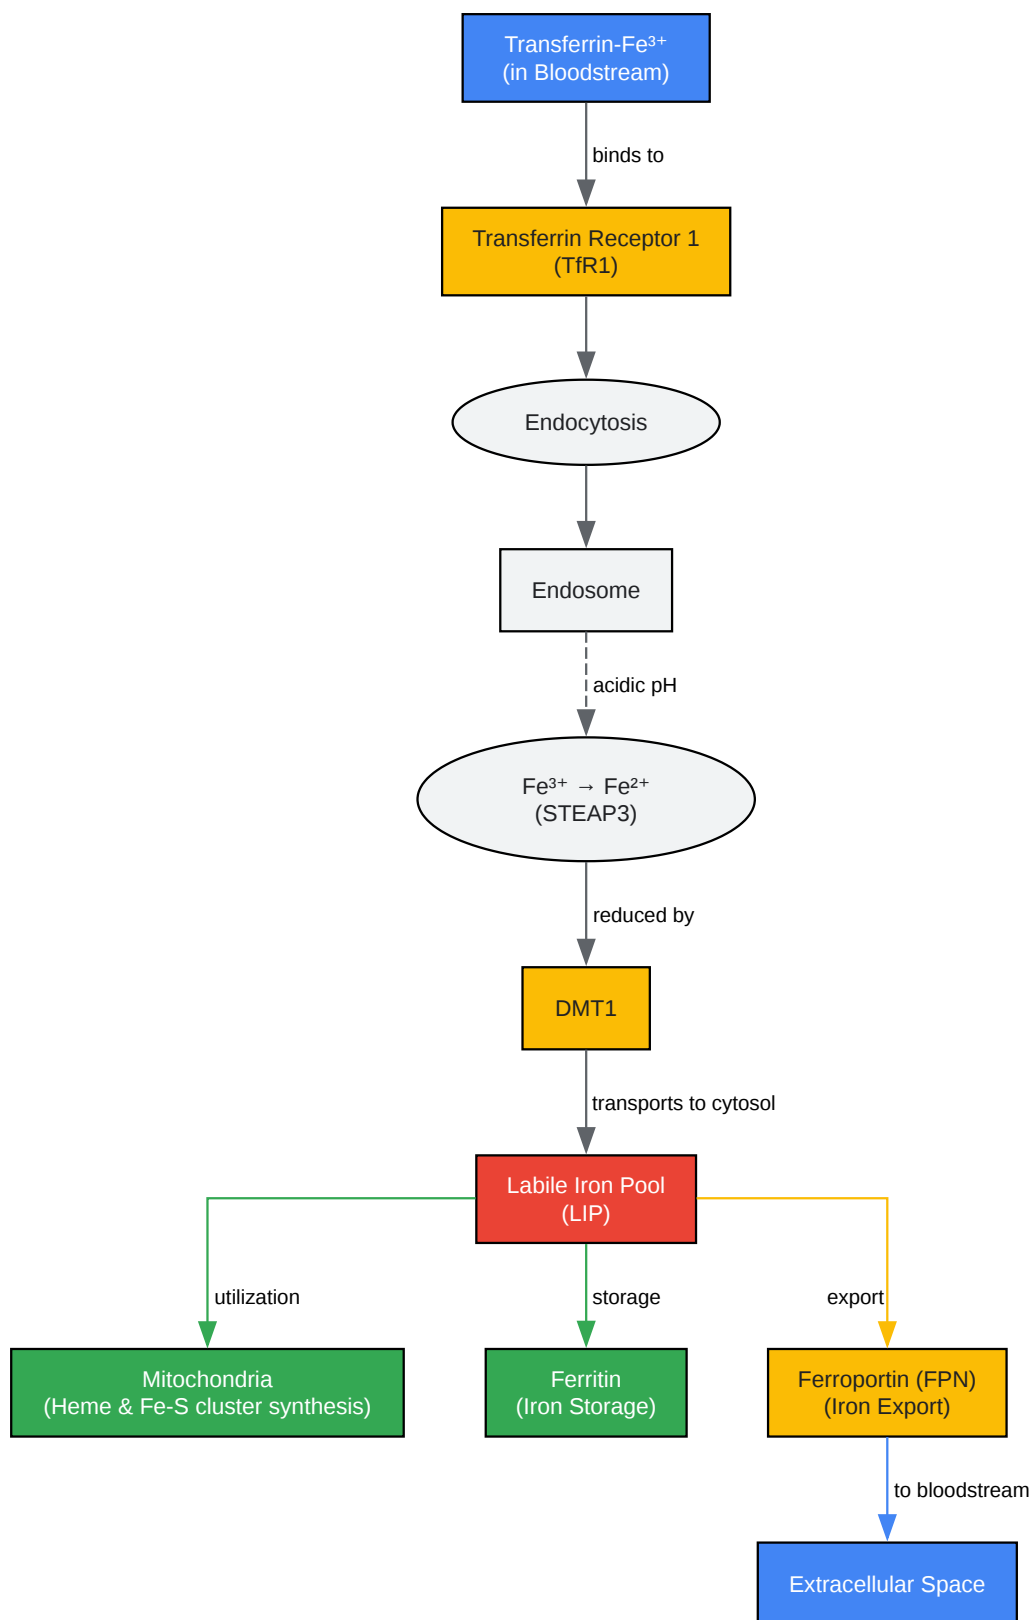 Transferrin-Fe³⁺
(in Bloodstream)
binds to
Transferrin Receptor 1
(TfR1)
Endocytosis
Endosome
acidic pH
Fe³⁺ → Fe²⁺
(STEAP3)
reduced by
DMT1
transports to cytosol
Labile Iron Pool
(LIP)
utilization
storage
export
Mitochondria
(Heme & Fe-S cluster synthesis)
Ferritin
(Iron Storage)
Ferroportin (FPN)
(Iron Export)
to bloodstream
Extracellular Space